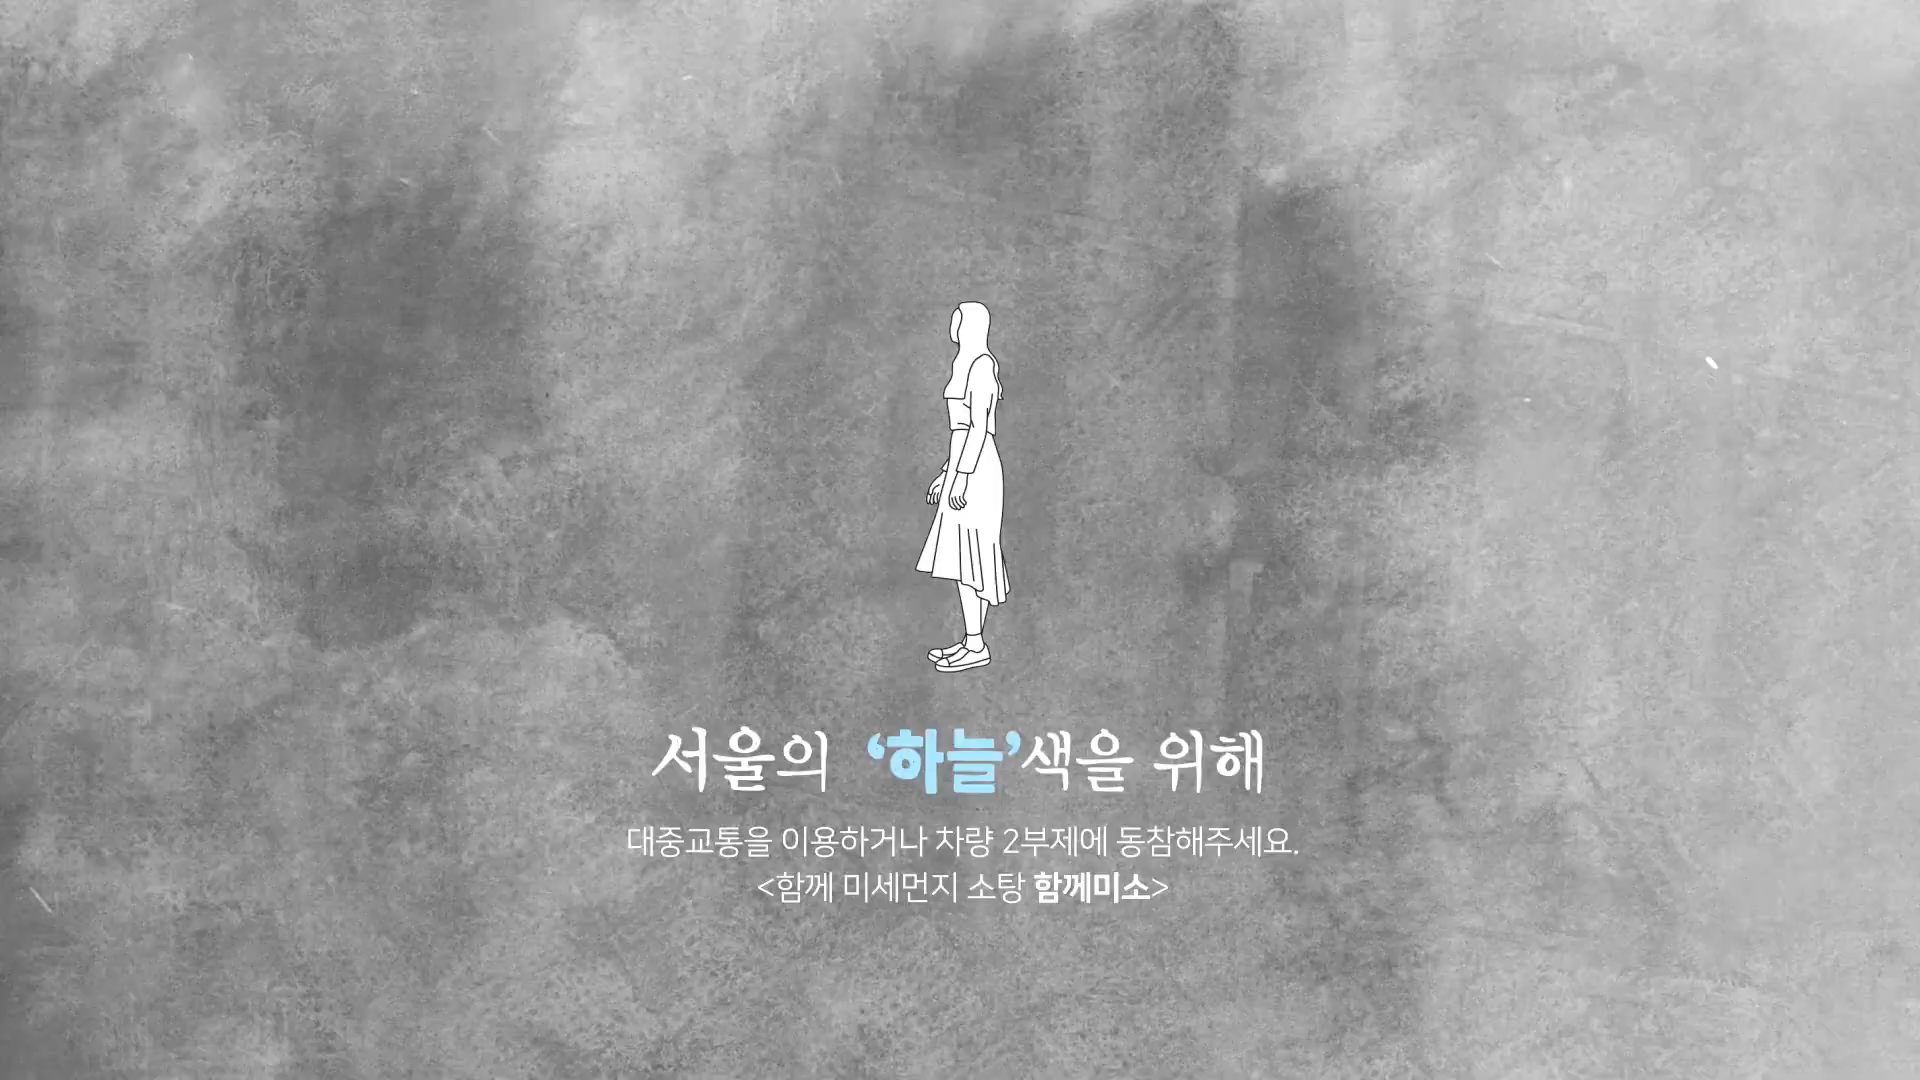 서울의 ‘하늘’색을 위해
대중교통을 이용하거나 차량 2부제에 동참해주세요.
<함께 미세먼지 소탕 함께미소>